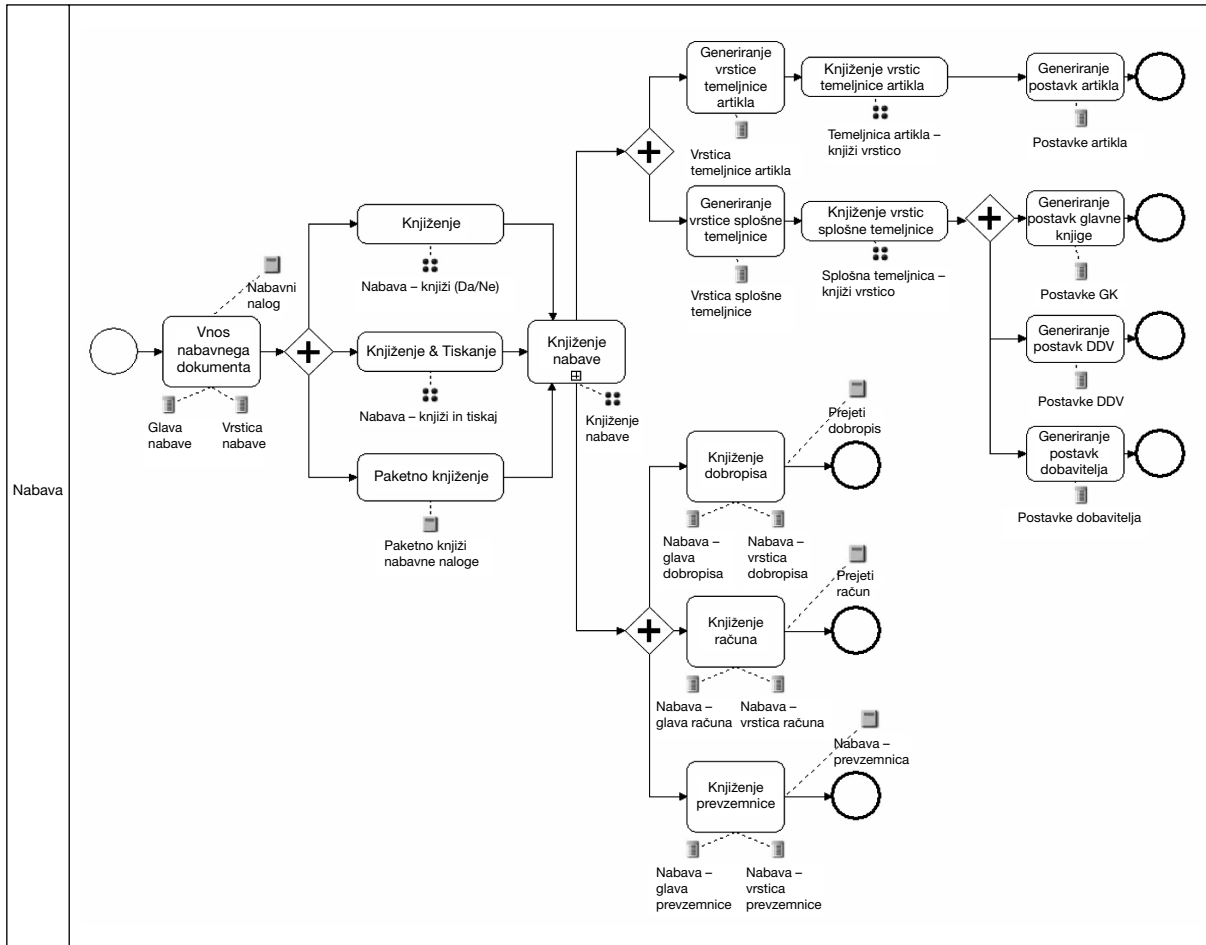 Nabava
Nabavni
nalog
Vnos
nabavnega
dokumenta
Glava
nabave
Vrstica
nabave
Knjiženje
Nabava – knjiži (Da/Ne)
Knjiženje & Tiskanje
Nabava – knjiži in tiskaj
Paketno knjiženje
Paketno knjiži
nabavne naloge
Knjiženje
nabave
Knjiženje
nabave
Generiranje
vrstice
temeljnice
artikla
Vrstica
temeljnice artikla
Knjiženje vrstic
temeljnice artikla
Temeljnica artikla –
knjiži vrstico
Generiranje
postavk artikla
Postavke artikla
Generiranje
vrstice splošne
temeljnice
Vrstica splošne
temeljnice
Knjiženje vrstic
splošne temeljnice
Splošna temeljnica –
knjiži vrstico
Generiranje
postavk glavne
knjige
Postavke GK
Generiranje
postavk DDV
Postavke DDV
Generiranje
postavk
dobavitelja
Postavke dobavitelja
Prejeti
dobropis
Knjiženje
dobropisa
Nabava –
glava
dobropisa
Nabava –
vrstica
dobropisa
Prejeti
račun
Knjiženje
računa
Nabava –
glava računa
Nabava –
vrstica računa
Nabava –
prevzemnica
Knjiženje
prevzemnice
Nabava –
glava
prevzemnice
Nabava –
vrstica
prevzemnice